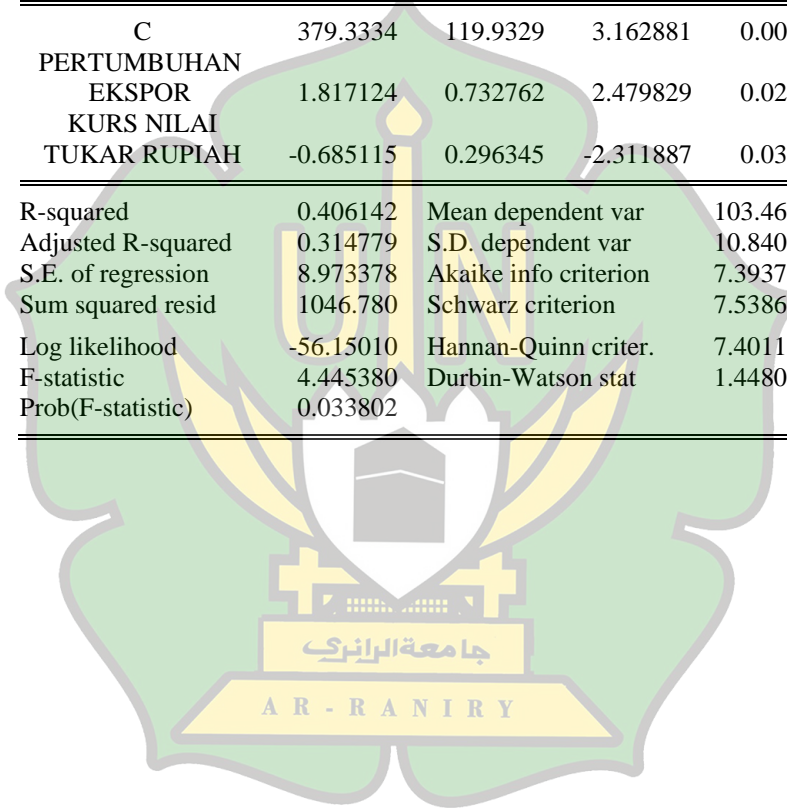 C 379.3334 119.9329 3.162881 0.00
PERTUMBUHAN
EKSPOR 1.817124 0.732762 2.479829 0.02
KURS NILAI
TUKAR RUPIAH -0.685115 0.296345 -2.311887 0.03
R-squared 0.406142 Mean dependent var 103.46
Adjusted R-squared 0.314779 S.D. dependent var 10.840
S.E. of regression 8.973378 Akaike info criterion 7.3937
Sum squared resid 1046.780 Schwarz criterion 7.5386
Log likelihood -56.15010 Hannan-Quinn criter. 7.4011
F-statistic 4.445380 Durbin-Watson stat 1.4480
Prob(F-statistic) 0.033802
UIN
جامعةالرانري
AR-RANIRY